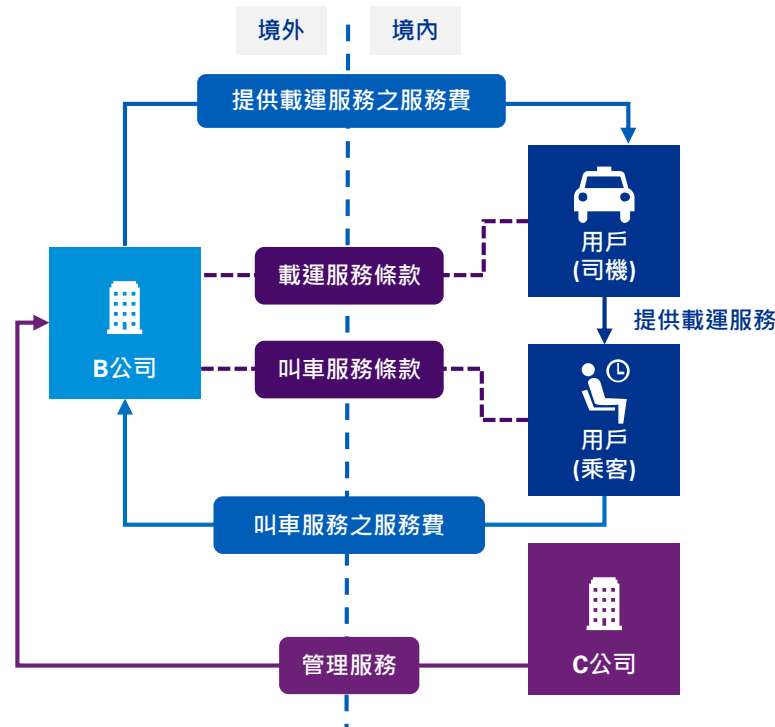 境外
境內
提供載運服務之服務費
用戶
(司機)
載運服務條款
B公司
提供載運服務
叫車服務條款
用戶
(乘客)
叫車服務之服務費
C公司
管理服務